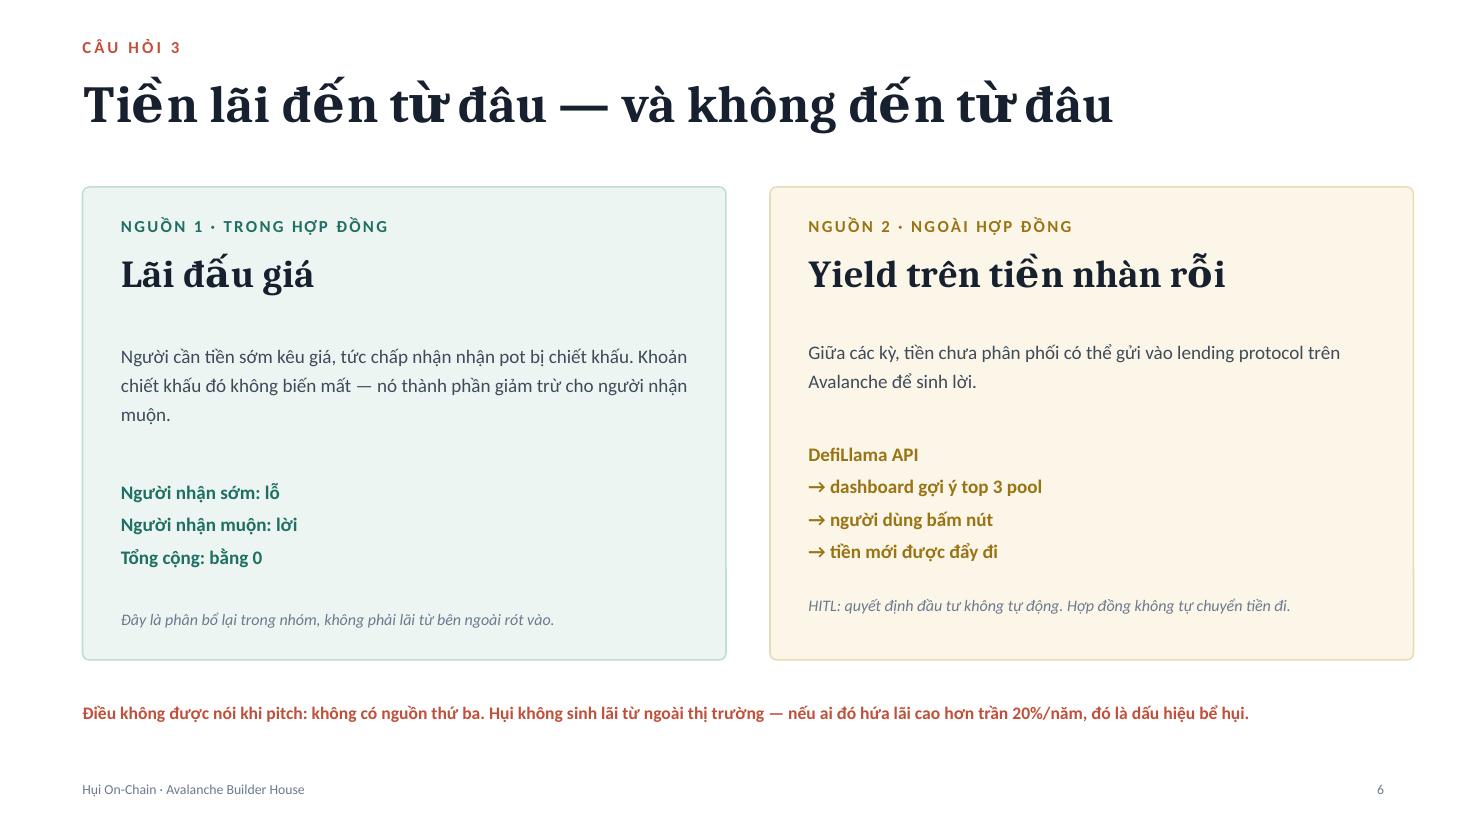 CÂU HỎI 3
Tiền lãi đến từ đâu — và không đến từ đâu
NGUỒN 1 · TRONG HỢP ĐỒNG
Lãi đấu giá
Người cần tiền sớm kêu giá, tức chấp nhận nhận pot bị chiết khấu. Khoản
chiết khấu đó không biến mất — nó thành phần giảm trừ cho người nhận
muộn.
Người nhận sớm: lỗ
Người nhận muộn: lời
Tổng cộng: bằng 0
Đây là phân bổ lại trong nhóm, không phải lãi từ bên ngoài rót vào.
NGUỒN 2 · NGOÀI HỢP ĐỒNG
Yield trên tiền nhàn rỗi
Giữa các kỳ, tiền chưa phân phối có thể gửi vào lending protocol trên
Avalanche để sinh lời.
DefiLlama API
→ dashboard gợi ý top 3 pool
→ người dùng bấm nút
→ tiền mới được đẩy đi
HITL: quyết định đầu tư không tự động. Hợp đồng không tự chuyển tiền đi.
Điều không được nói khi pitch: không có nguồn thứ ba. Hụi không sinh lãi từ ngoài thị trường — nếu ai đó hứa lãi cao hơn trần 20%/năm, đó là dấu hiệu bể hụi.
Hụi On-Chain · Avalanche Builder House
6